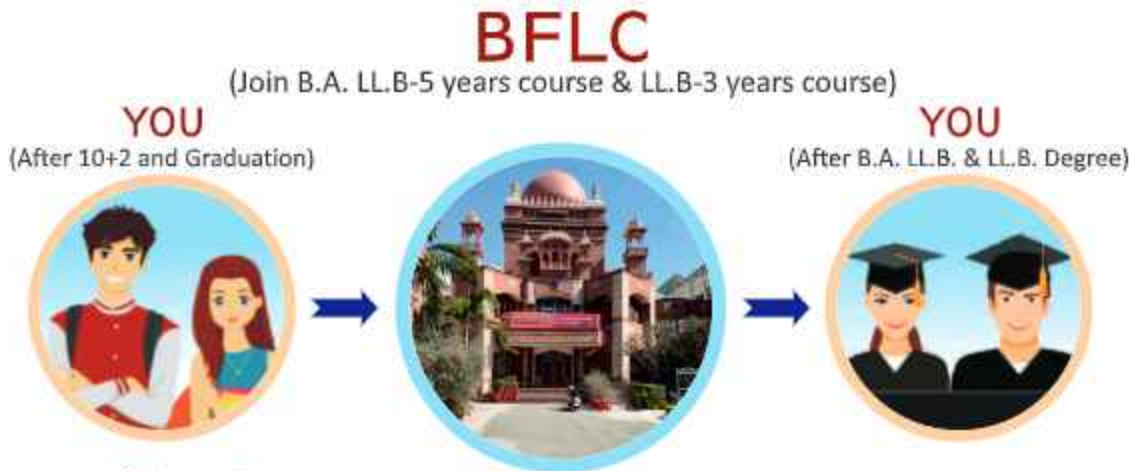 BFLC
(Join B.A. LL.B-5 years course & LL.B-3 years course)
YOU
(After 10+2 and Graduation)
YOU
(After B.A. LL.B. & LL.B. Degree)